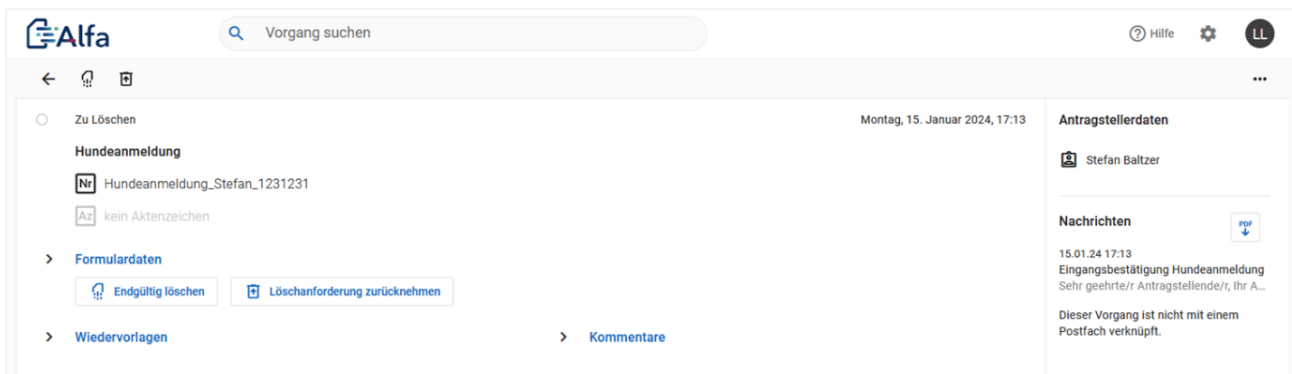 Alfa
Vorgang suchen
Hilfe
LL
Zu Löschen
Montag, 15. Januar 2024, 17:13
Hundeanmeldung
Nr Hundeanmeldung_Stefan_1231231
Az kein Aktenzeichen
Formulardaten
Endgültig löschen
Löschanforderung zurücknehmen
Wiedervorlagen
Kommentare
Antragstellerdaten
Stefan Baltzer
Nachrichten
PDF
15.01.24 17:13
Eingangsbestätigung Hundeanmeldung
Sehr geehrte/r Antragstellende/r, Ihr A...
Dieser Vorgang ist nicht mit einem
Postfach verknüpft.